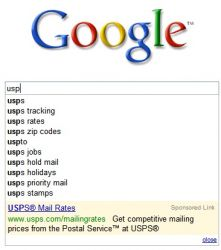 Google™
usp
usps
usps tracking
usps rates
usps zip codes
uspto
usps jobs
usps hold mail
usps holidays
usps priority mail
usps stamps
USPS® Mail Rates Sponsored Link
www.usps.com/mailingrates Get competitive mailing
prices from the Postal Service™ at USPS®
close